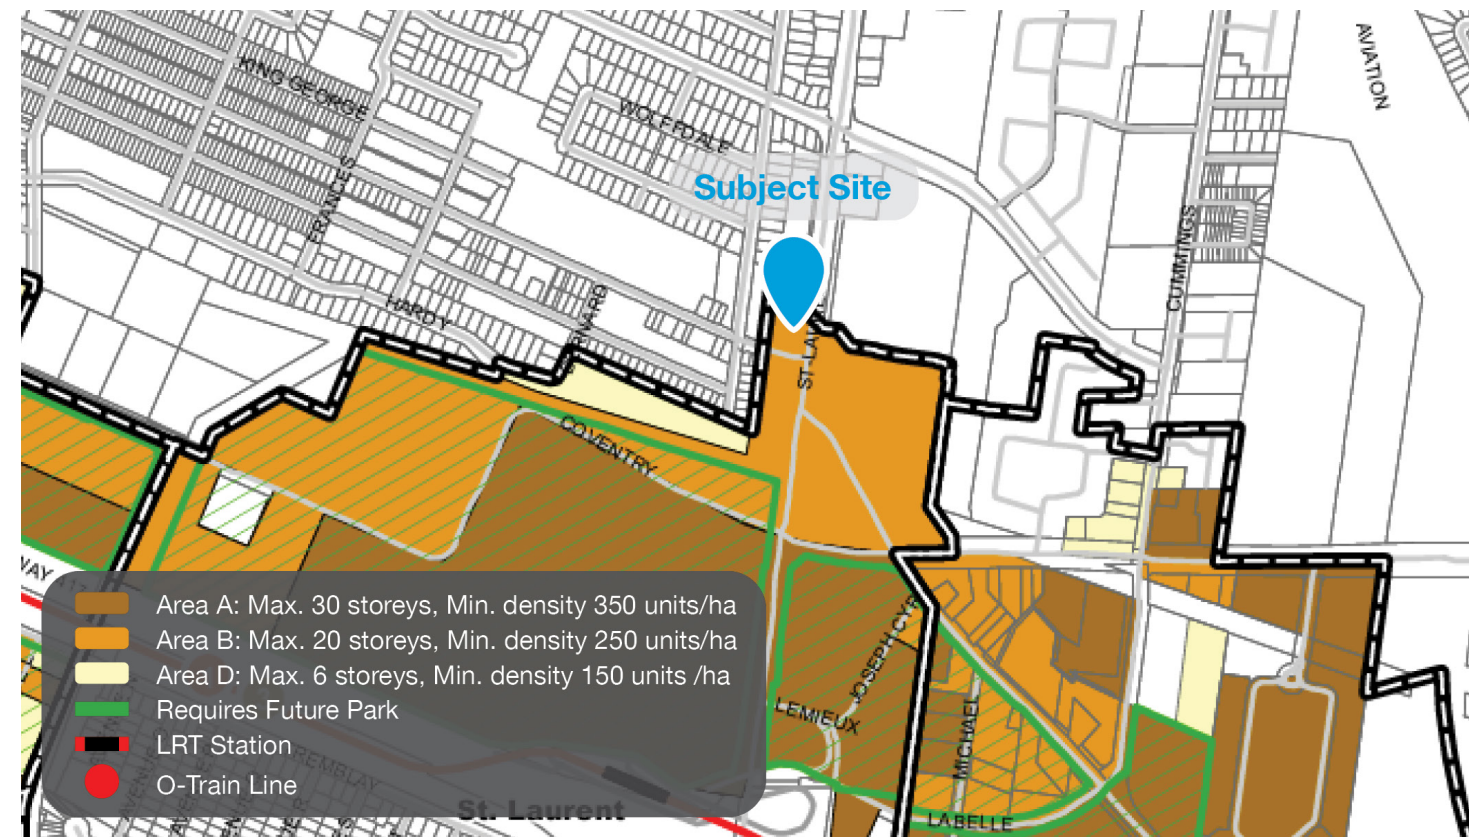 AVIATION
KING GEORGE
WOLFFDALE
Subject Site
FRANCES
CUMMINGS
HARDY
COVENTRY
Area A: Max. 30 storeys, Min. density 350 units/ha
Area B: Max. 20 storeys, Min. density 250 units/ha
JOSEPH CYR
Area D: Max. 6 storeys, Min. density 150 units /ha
Requires Future Park
LEMIEUX
MICHAEL
LRT Station
TREMBLAY
O-Train Line
St. Laurent
LABELLE